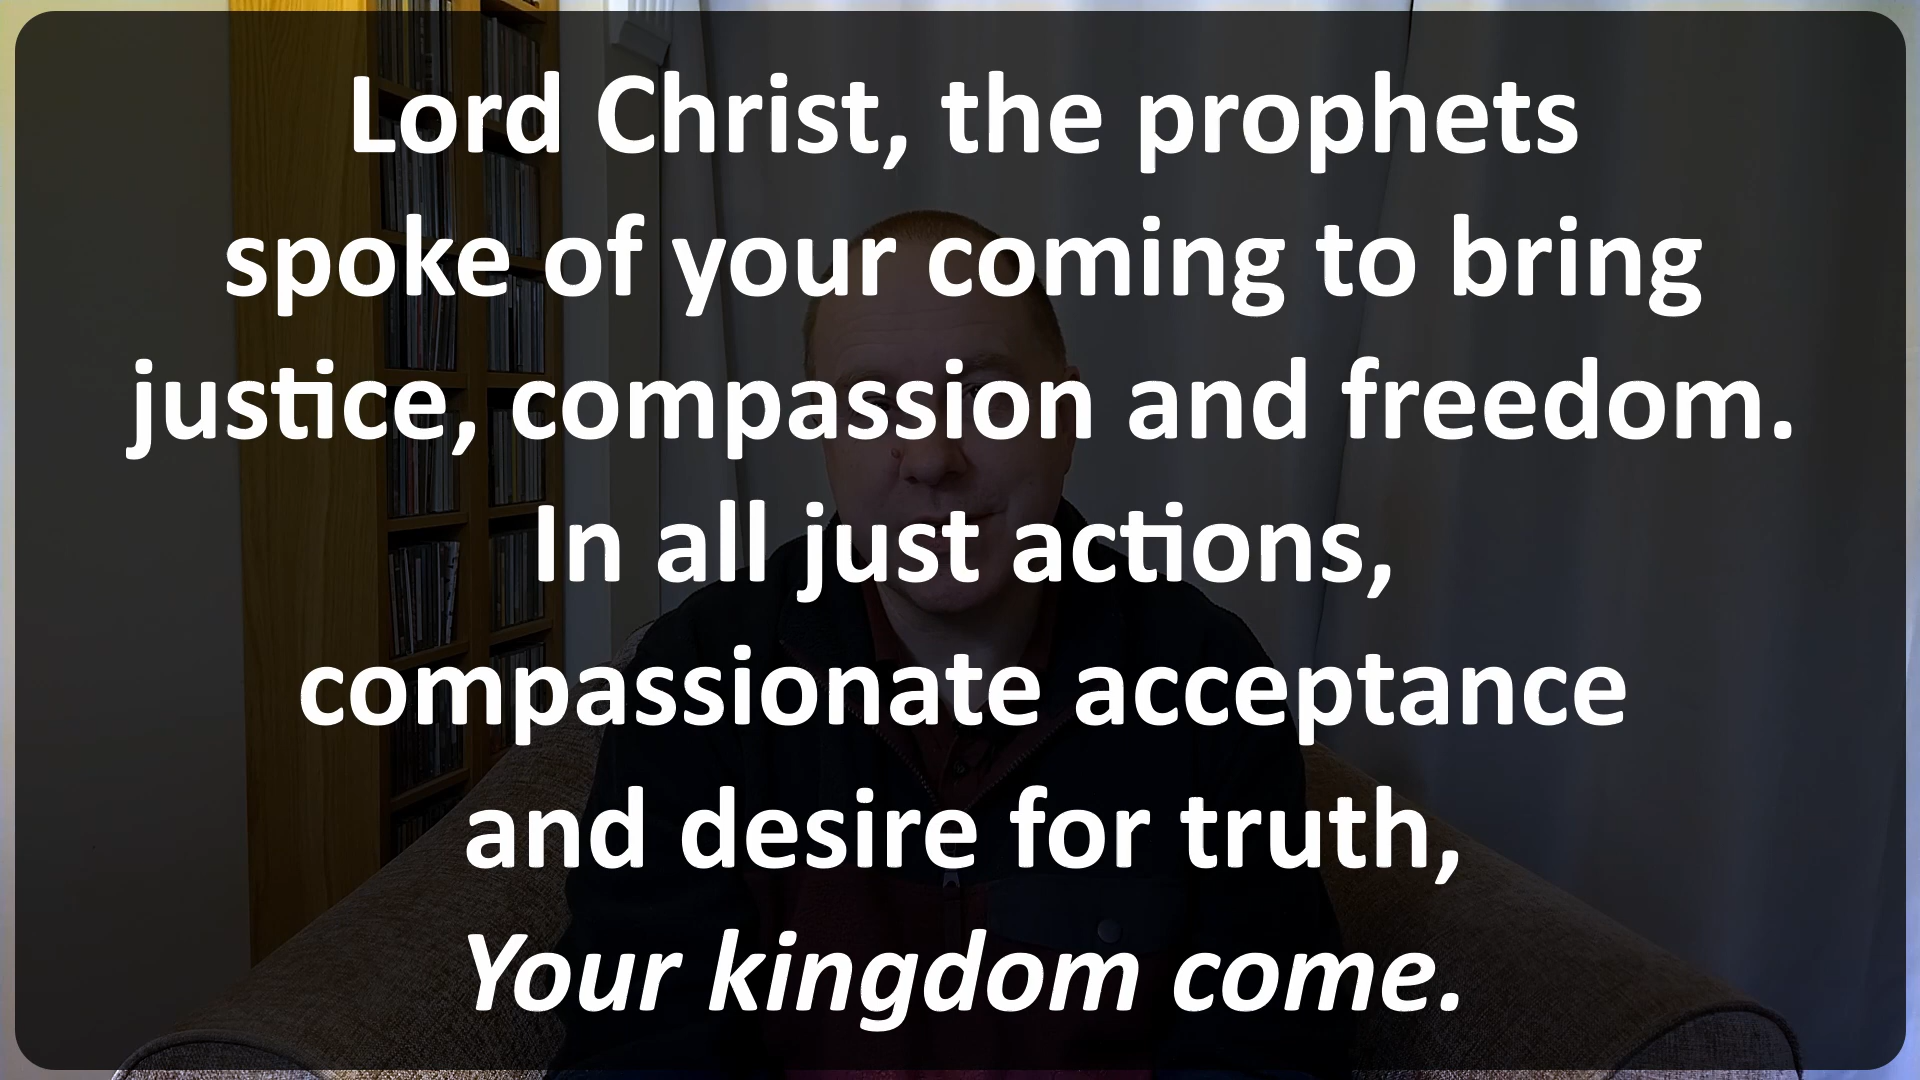 Lord Christ, the prophets
spoke of your coming to bring
justice, compassion and freedom.
In all just actions,
compassionate acceptance
and desire for truth,
Your kingdom come.